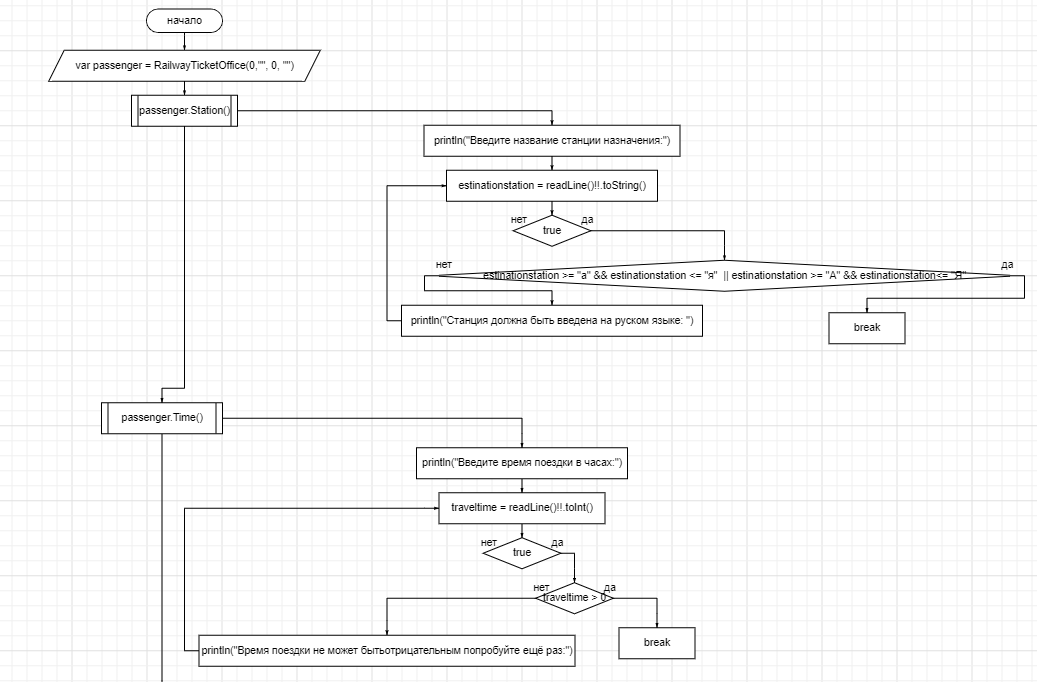 начало
var passenger = RailwayTicketOffice(0,"", 0, "")
passenger.Station()
println("Введите название станции назначения:")
estinationstation = readLine()!!.toString()
нет
да
true
нет
да
estinationstation >= "а" && estinationstation <= "я" || estinationstation >= "А" && estinationstation<= "Я"
println("Станция должна быть введена на руском языке: ")
break
passenger.Time()
println("Введите время поездки в часах:")
traveltime = readLine()!!.toInt()
нет
да
true
нет
да
traveltime > 0
println("Время поездки не может бытьотрицательным попробуйте ещё раз:")
break